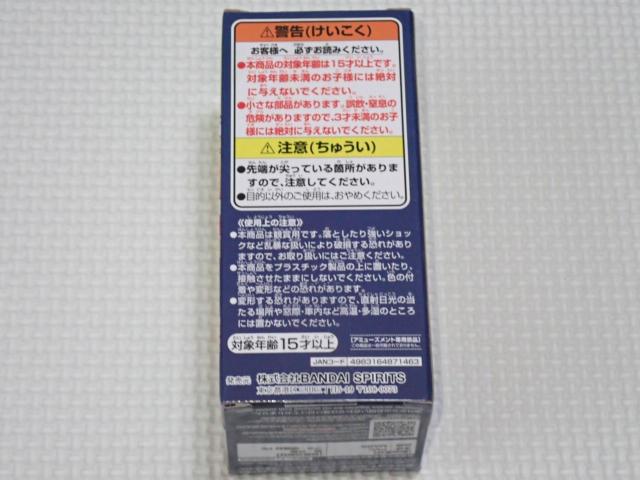 ⚠警告(けいこく)
お客様へ 必ずお読みください。
●本商品の対象年齢は15才以上です。
対象年齢未満のお子様には絶対
に与えないでください。
●小さな部品があります。誤飲・窒息の
危険がありますので、3才未満のお子
様には絶対に与えないでください。
⚠注意(ちゅうい)
●先端が尖っている箇所がありま
すので、注意してください。
●目的以外のご使用は、おやめください。
《使用上の注意》
●本商品は観賞用です。落としたり強いショッ
クなど乱暴な扱いにより破損する恐れがあり
ますので、お取り扱いにはご注意ください。
●本商品をプラスチック製品の上に置いたり、
接触させたままにしないでください。色の付
着や変形などの恐れがあります。
●変形する恐れがありますので、直射日光の当
たる場所や窓際・車内など高温・多湿のところ
には置かないでください。
対象年齢15才以上
アミューズメント専用景品
JANコード 4983164871463
発売元 株式会社BANDAI SPIRITS